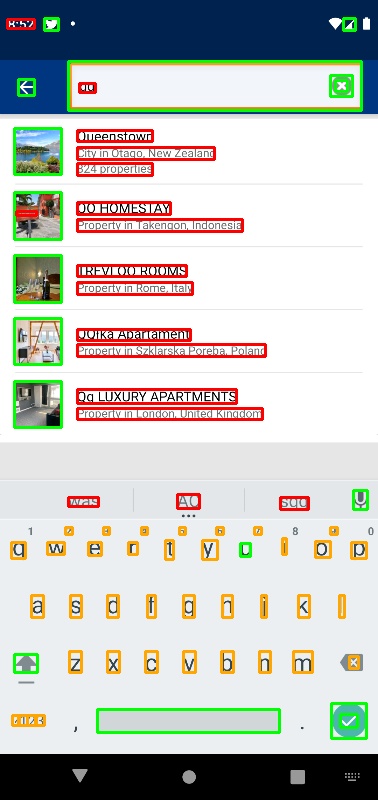 8:52
qq
Queenstown
City in Otago, New Zealand
324 properties
QQ HOMESTAY
Property in Takengon, Indonesia
TREVI QQ ROOMS
Property in Rome, Italy
QQfka Apartament
Property in Szklarska Poręba, Poland
Qq LUXURY APARTMENTS
Property in London, United Kingdom
was AQ sqq
1 2 3 4 5 6 7 8 9 0
q w e r t y u i o p
a s d f g h j k l
z x c v b n m
?123 , .